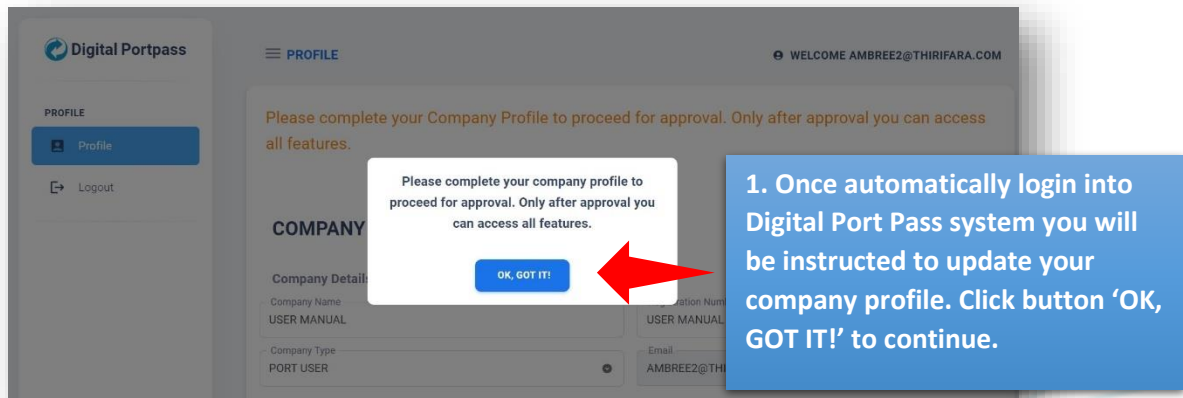 Digital Portpass
PROFILE
WELCOME AMBREE2@THIRIFARA.COM
PROFILE
Profile
Logout
Please complete your Company Profile to proceed for approval. Only after approval you can access
all features.
Please complete your company profile to
proceed for approval. Only after approval you
can access all features.
OK, GOT IT!
COMPANY
Company Details
Company Name
USER MANUAL
USER MANUAL
Company Type
PORT USER
Email
AMBREE2@THI
1. Once automatically login into
Digital Port Pass system you will
be instructed to update your
company profile. Click button ‘OK,
GOT IT!’ to continue.